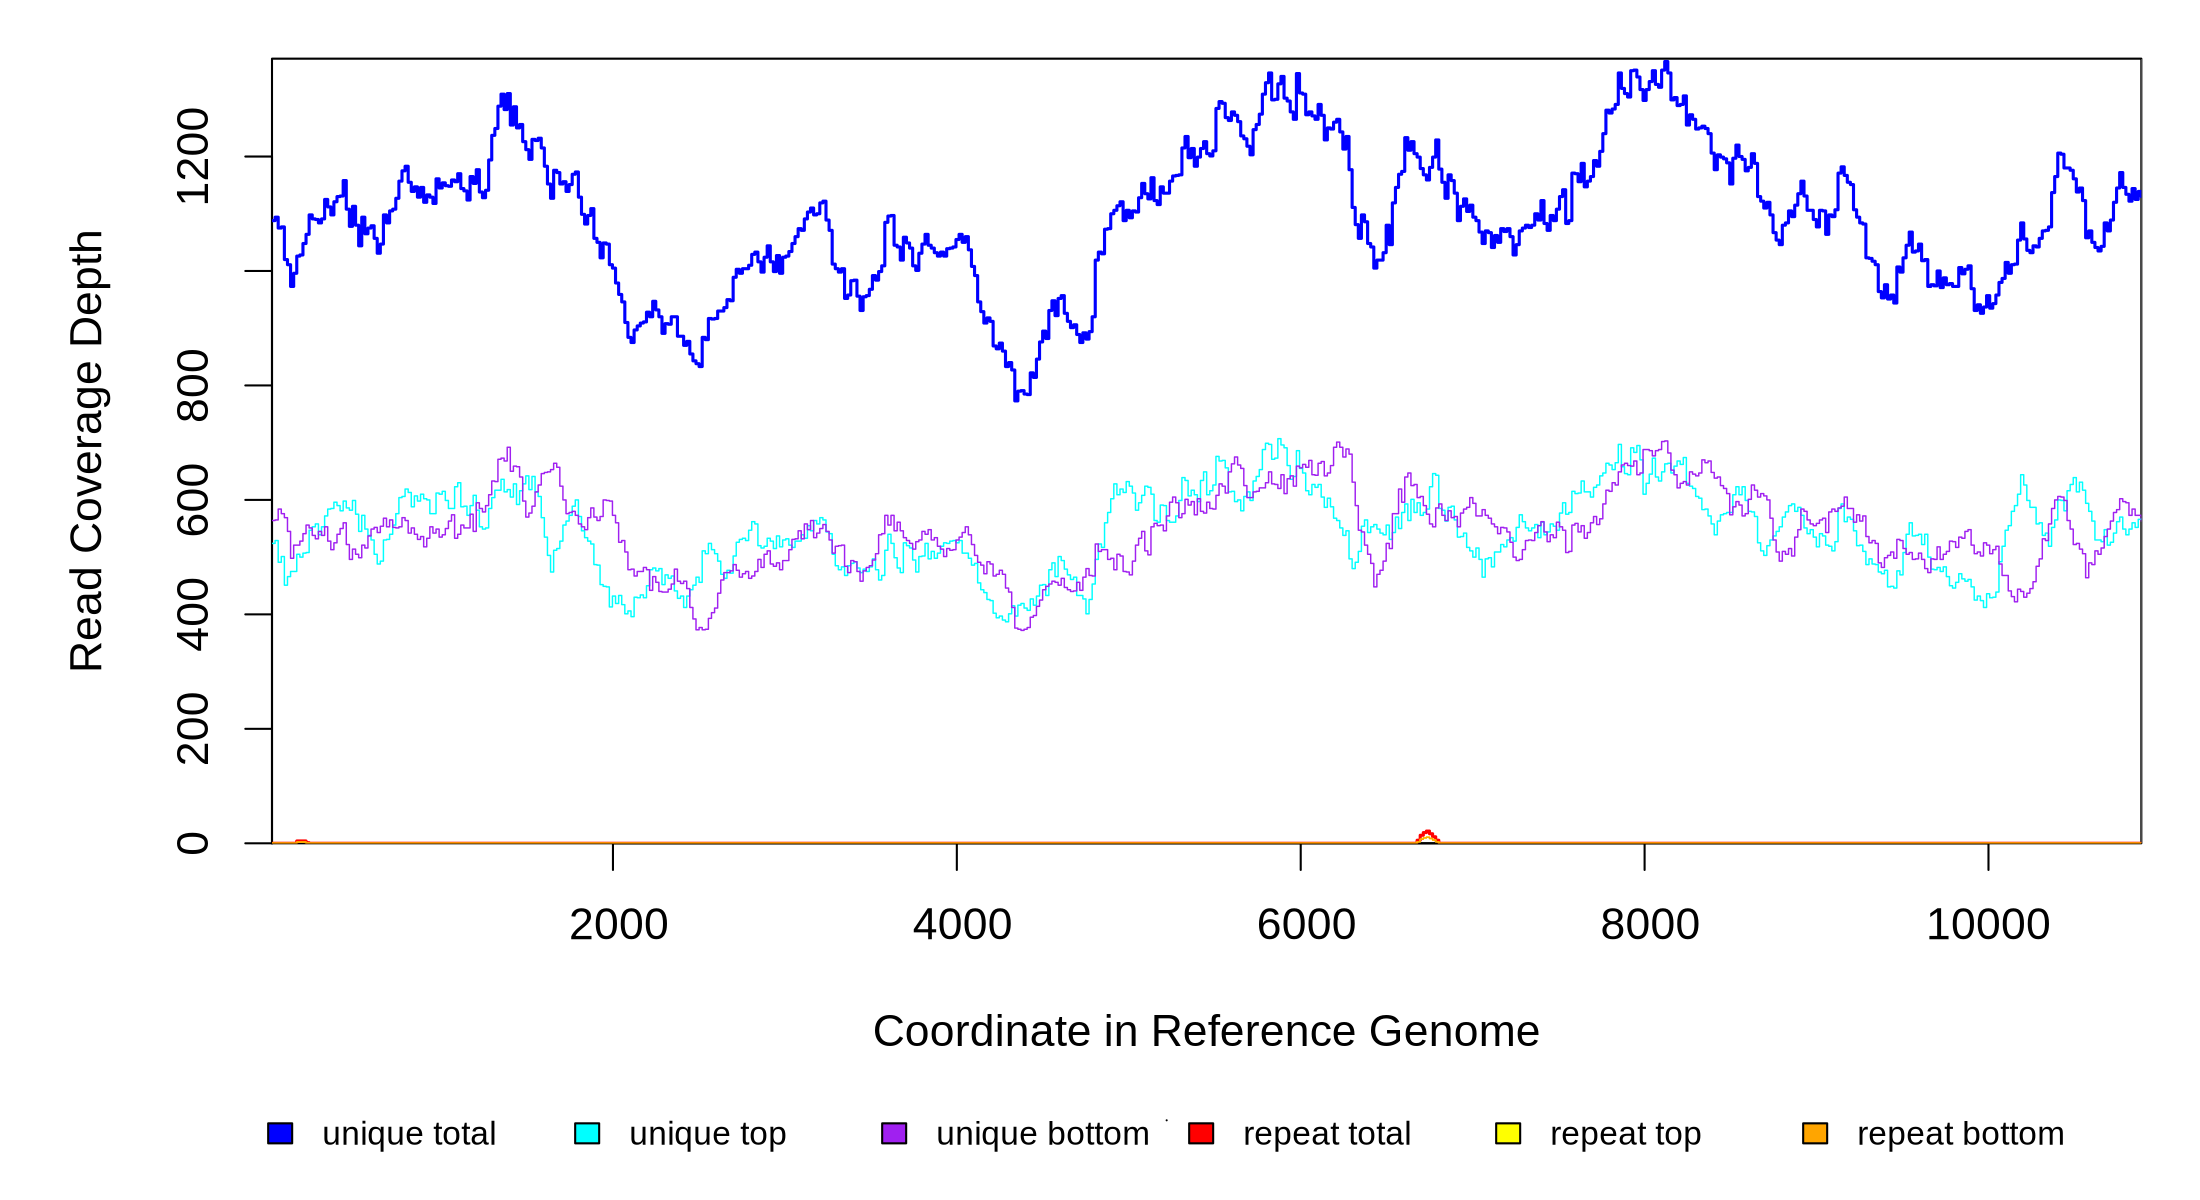 Read Coverage Depth
1200
800
600
400
200
0
2000 4000 6000 8000 10000
Coordinate in Reference Genome
unique total unique top unique bottom repeat total repeat top repeat bottom